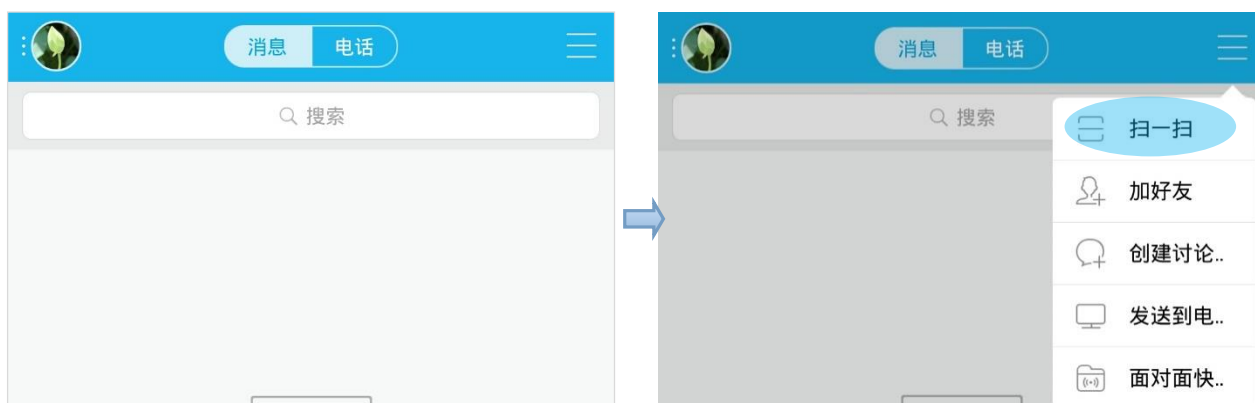 消息 电话
搜索
消息 电话
搜索
扫一扫
加好友
创建讨论..
发送到电..
面对面快..